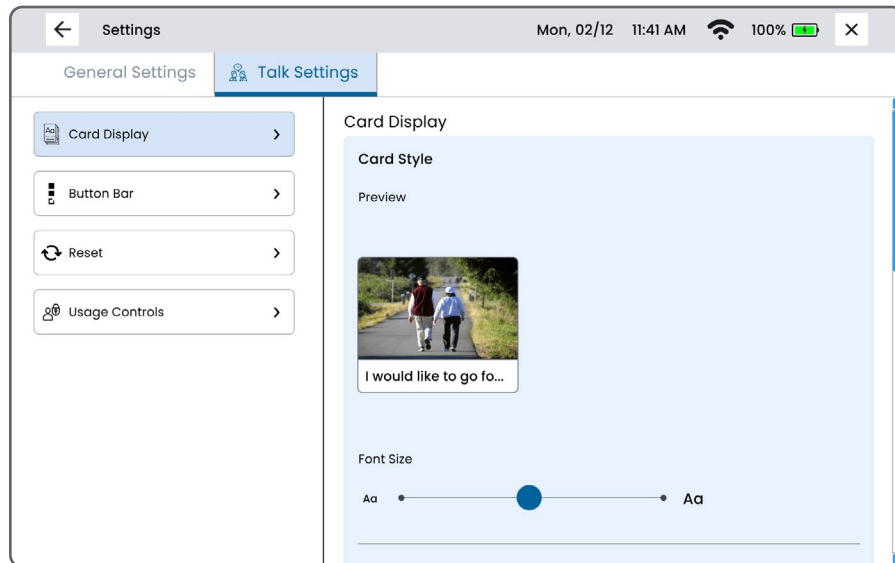 Settings
Mon, 02/12 11:41 AM 100%
General Settings
Talk Settings
Aa Card Display
Button Bar
Reset
Usage Controls
Card Display
Card Style
Preview
I would like to go fo...
Font Size
Aa Aa